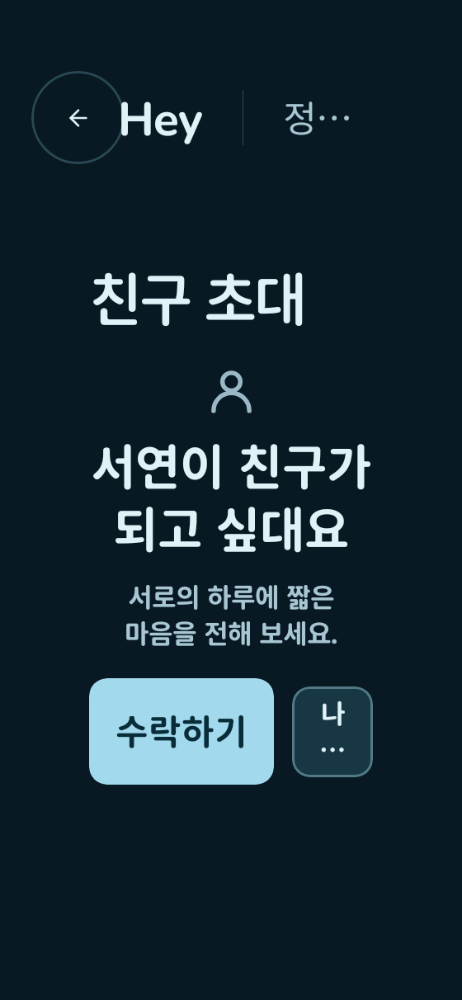 Hey
정…
친구 초대
서연이 친구가
되고 싶대요
서로의 하루에 짧은
마음을 전해 보세요.
수락하기
나
…